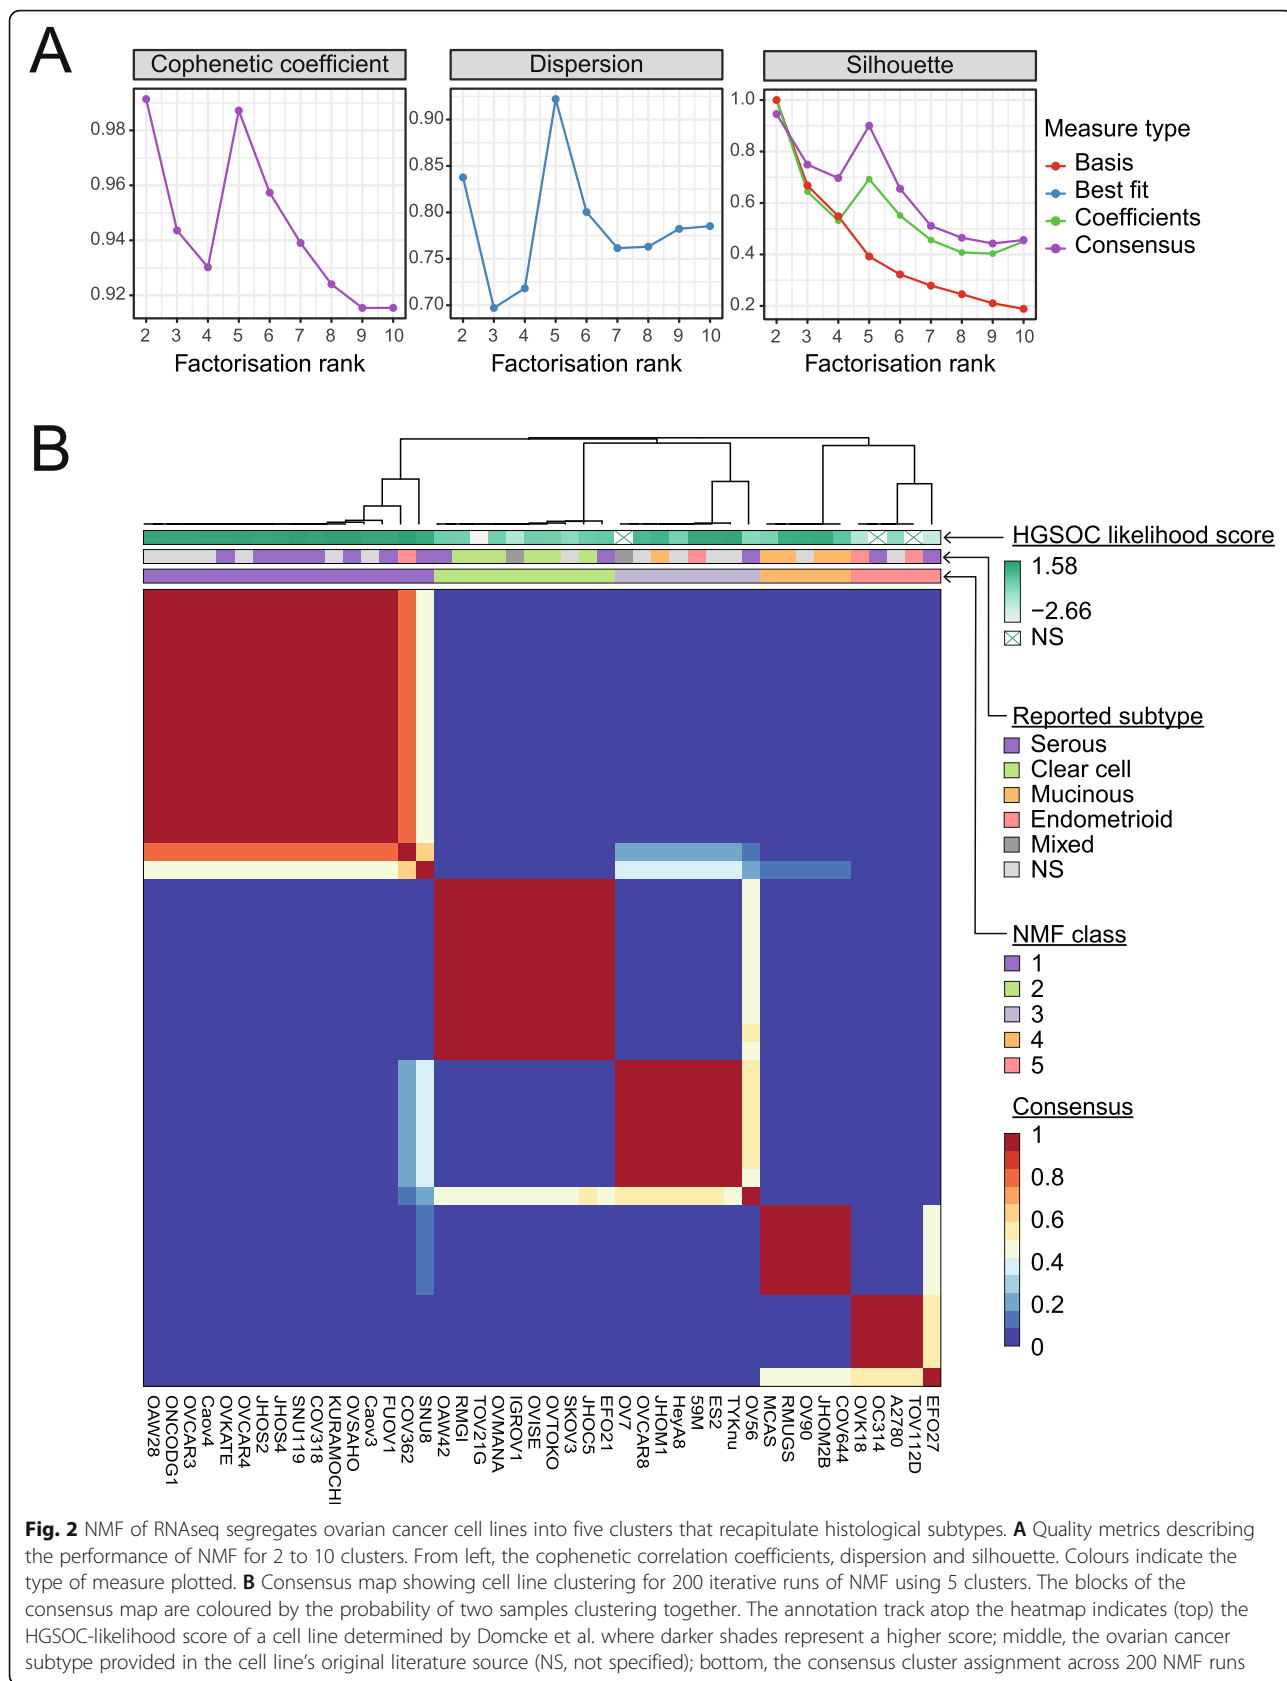 A
Cophenetic coefficient
Dispersion
Silhouette
0.98
0.96
0.94
0.92
2 3 4 5 6 7 8 9 10
Factorisation rank
0.90
0.85
0.80
0.75
0.70
2 3 4 5 6 7 8 9 10
Factorisation rank
1.0
0.8
0.6
0.4
0.2
2 3 4 5 6 7 8 9 10
Factorisation rank
Measure type
Basis
Best fit
Coefficients
Consensus
B
HGSOC likelihood score
1.58
−2.66
NS
Reported subtype
Serous
Clear cell
Mucinous
Endometrioid
Mixed
NS
NMF class
1
2
3
4
5
Consensus
1
0.8
0.6
0.4
0.2
0
OAW28
ONCODG1
OVCAR3
Caov4
OVKATE
OVCAR4
JHOS2
JHOS4
SNU119
COV318
KURAMOCHI
OVSAHO
Caov3
FUOV1
COV362
SNU8
OAW42
RMGI
TOV21G
OVMANA
IGROV1
OVISE
OVTOKO
SKOV3
JHOC5
EFO21
OV7
OVCAR8
JHOM1
HeyA8
59M
ES2
TYKnu
OV56
MCAS
RMUGS
OV90
JHOM2B
COV644
OVK18
OC314
A2780
TOV112D
EFO27
Fig. 2 NMF of RNAseq segregates ovarian cancer cell lines into five clusters that recapitulate histological subtypes. A Quality metrics describing
the performance of NMF for 2 to 10 clusters. From left, the cophenetic correlation coefficients, dispersion and silhouette. Colours indicate the
type of measure plotted. B Consensus map showing cell line clustering for 200 iterative runs of NMF using 5 clusters. The blocks of the
consensus map are coloured by the probability of two samples clustering together. The annotation track atop the heatmap indicates (top) the
HGSOC-likelihood score of a cell line determined by Domcke et al. where darker shades represent a higher score; middle, the ovarian cancer
subtype provided in the cell line's original literature source (NS, not specified); bottom, the consensus cluster assignment across 200 NMF runs